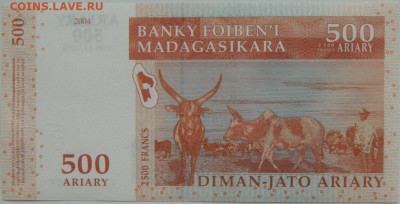 COINS.LAVE.RU
2004
BANKY FOIBEN'I
MADAGASIKARA
500
ARIARY
500
500
ARIARY
2500 FRANCS
DIMAN-JATO ARIARY